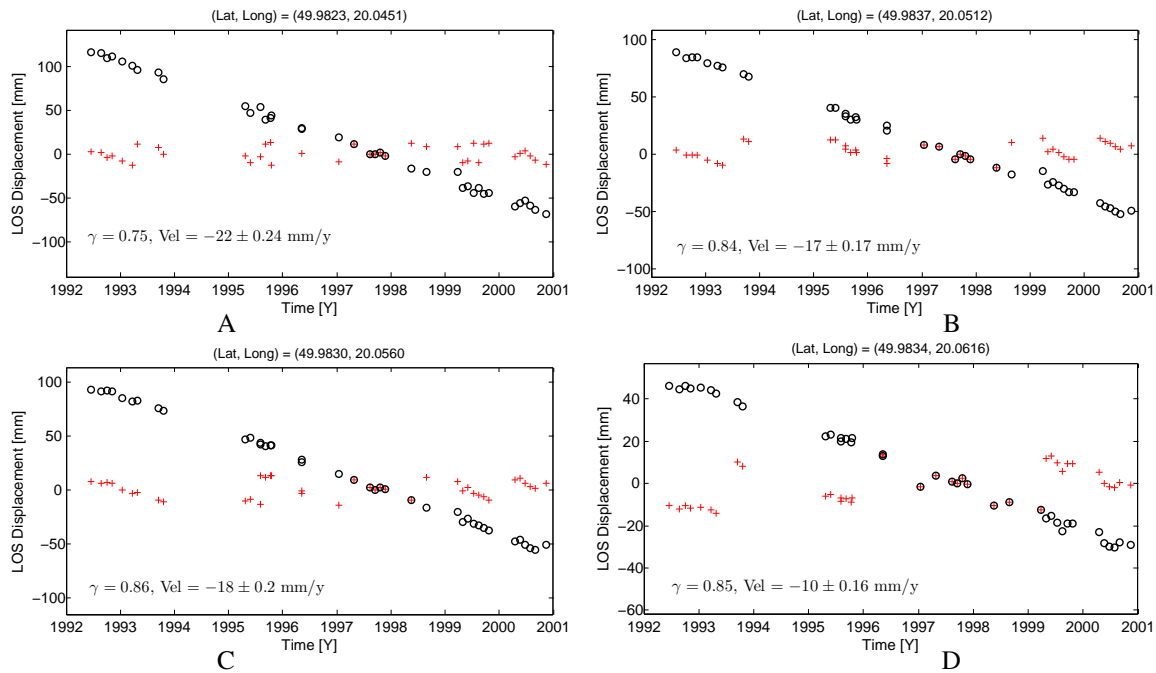 (Lat, Long) = (49.9823, 20.0451)
100
50
0
−50
−100
LOS Displacement [mm]
γ = 0.75, Vel = −22 ± 0.24 mm/y
1992 1993 1994 1995 1996 1997 1998 1999 2000 2001
Time [Y]
A
(Lat, Long) = (49.9837, 20.0512)
100
50
0
−50
−100
LOS Displacement [mm]
γ = 0.84, Vel = −17 ± 0.17 mm/y
1992 1993 1994 1995 1996 1997 1998 1999 2000 2001
Time [Y]
B
(Lat, Long) = (49.9830, 20.0560
100
50
0
−50
−100
LOS Displacement [mm]
γ = 0.86, Vel = −18 ± 0.2 mm/y
1992 1993 1994 1995 1996 1997 1998 1999 2000 2001
Time [Y]
C
(Lat, Long) = (49.9834, 20.0616)
40
20
0
−20
−40
−60
LOS Displacement [mm]
γ = 0.85, Vel = −10 ± 0.16 mm/y
1992 1993 1994 1995 1996 1997 1998 1999 2000 2001
Time [Y]
D